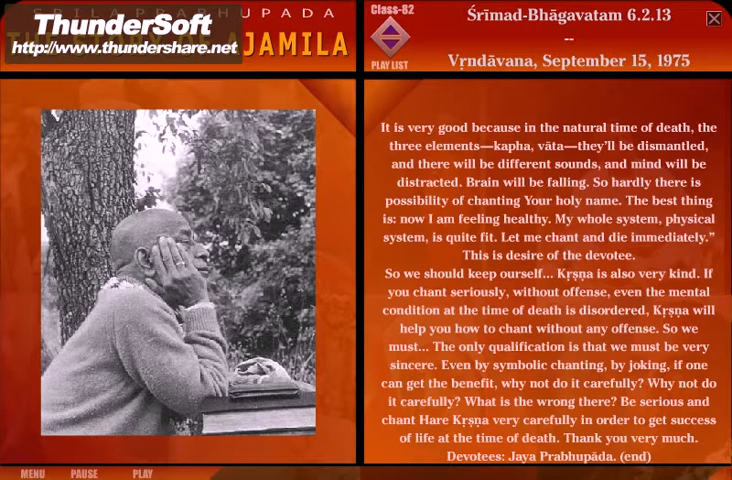 SRILA PRABHUPADA
ThunderSoft
http://www.thundershare.net
AJAMILA
Class-82
PLAY LIST
Śrīmad-Bhāgavatam 6.2.13
--
Vṛndāvana, September 15, 1975
It is very good because in the natural time of death, the
three elements—kapha, vāta—they'll be dismantled,
and there will be different sounds, and mind will be
distracted. Brain will be falling. So hardly there is
possibility of chanting Your holy name. The best thing
is: now I am feeling healthy. My whole system, physical
system, is quite fit. Let me chant and die immediately."
This is desire of the devotee.
So we should keep ourself... Kṛṣṇa is also very kind. If
you chant seriously, without offense, even the mental
condition at the time of death is disordered, Kṛṣṇa will
help you how to chant without any offense. So we
must... The only qualification is that we must be very
sincere. Even by symbolic chanting, by joking, if one
can get the benefit, why not do it carefully? Why not do
it carefully? What is the wrong there? Be serious and
chant Hare Kṛṣṇa very carefully in order to get success
of life at the time of death. Thank you very much.
Devotees: Jaya Prabhupāda. (end)
MENU PAUSE PLAY